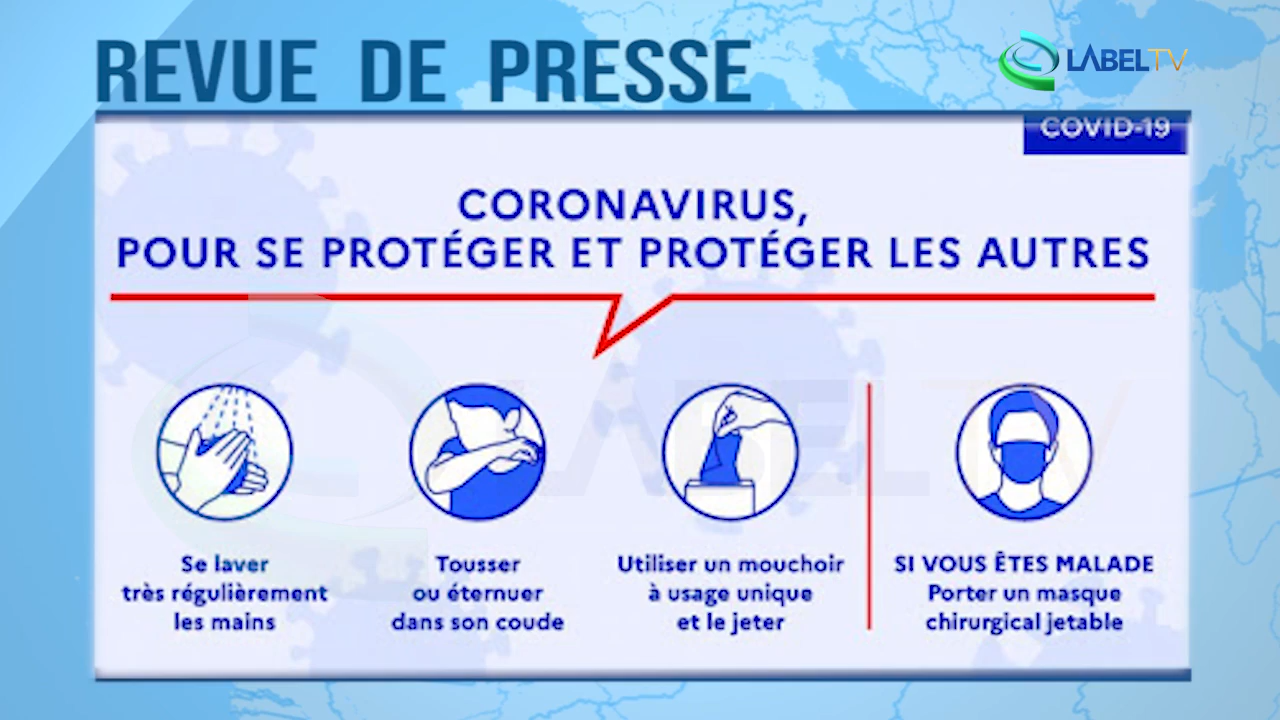 REVUE DE PRESSE
LABELTV
COVID-19
CORONAVIRUS,
POUR SE PROTÉGER ET PROTÉGER LES AUTRES
LABELTV
Se laver
très régulièrement
les mains
Tousser
ou éternuer
dans son coude
Utiliser un mouchoir
à usage unique
et le jeter
SI VOUS ÊTES MALADE
Porter un masque
chirurgical jetable